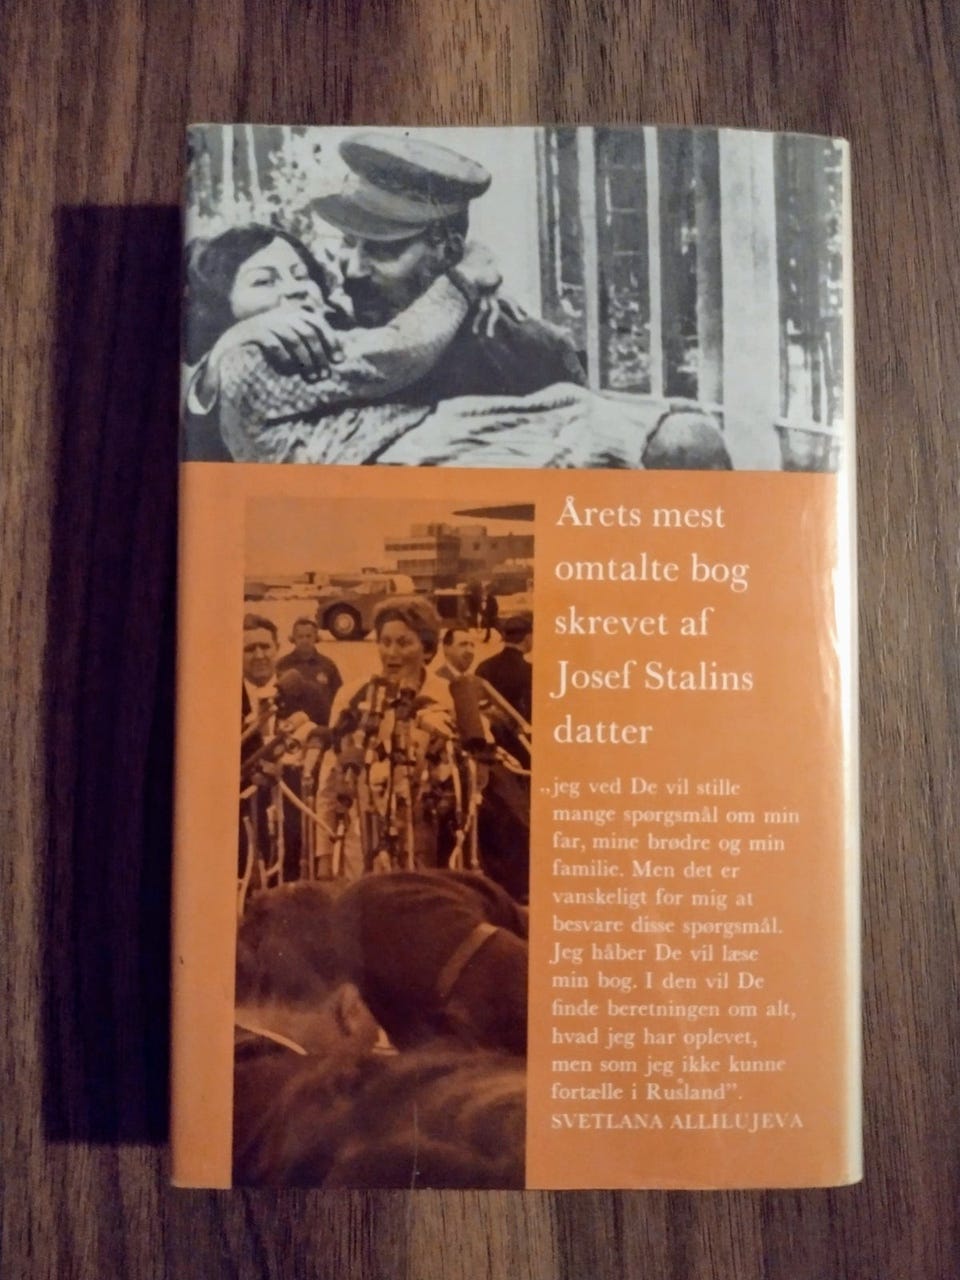 Årets mest
omtalte bog
skrevet af
Josef Stalins
datter
„jeg ved De vil stille
mange spørgsmål om min
far, mine brødre og min
familie. Men det er
vanskeligt for mig at
besvare disse spørgsmål.
Jeg håber De vil læse
min bog. I den vil De
finde beretningen om alt,
hvad jeg har oplevet,
men som jeg ikke kunne
fortælle i Rusland”.
SVETLANA ALLILUJEVA